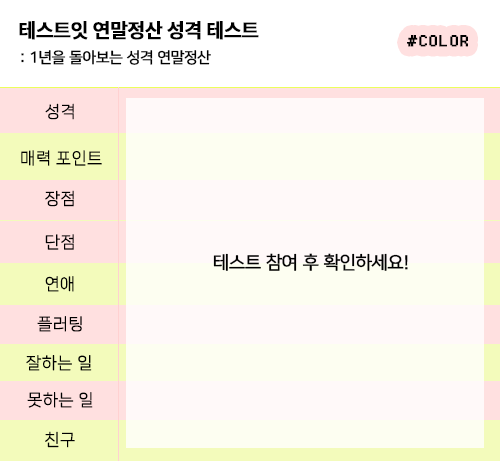 테스트잇 연말정산 성격 테스트
: 1년을 돌아보는 성격 연말정산
#COLOR
성격
매력 포인트
장점
단점
연애
플러팅
잘하는 일
못하는 일
친구
테스트 참여 후 확인하세요!